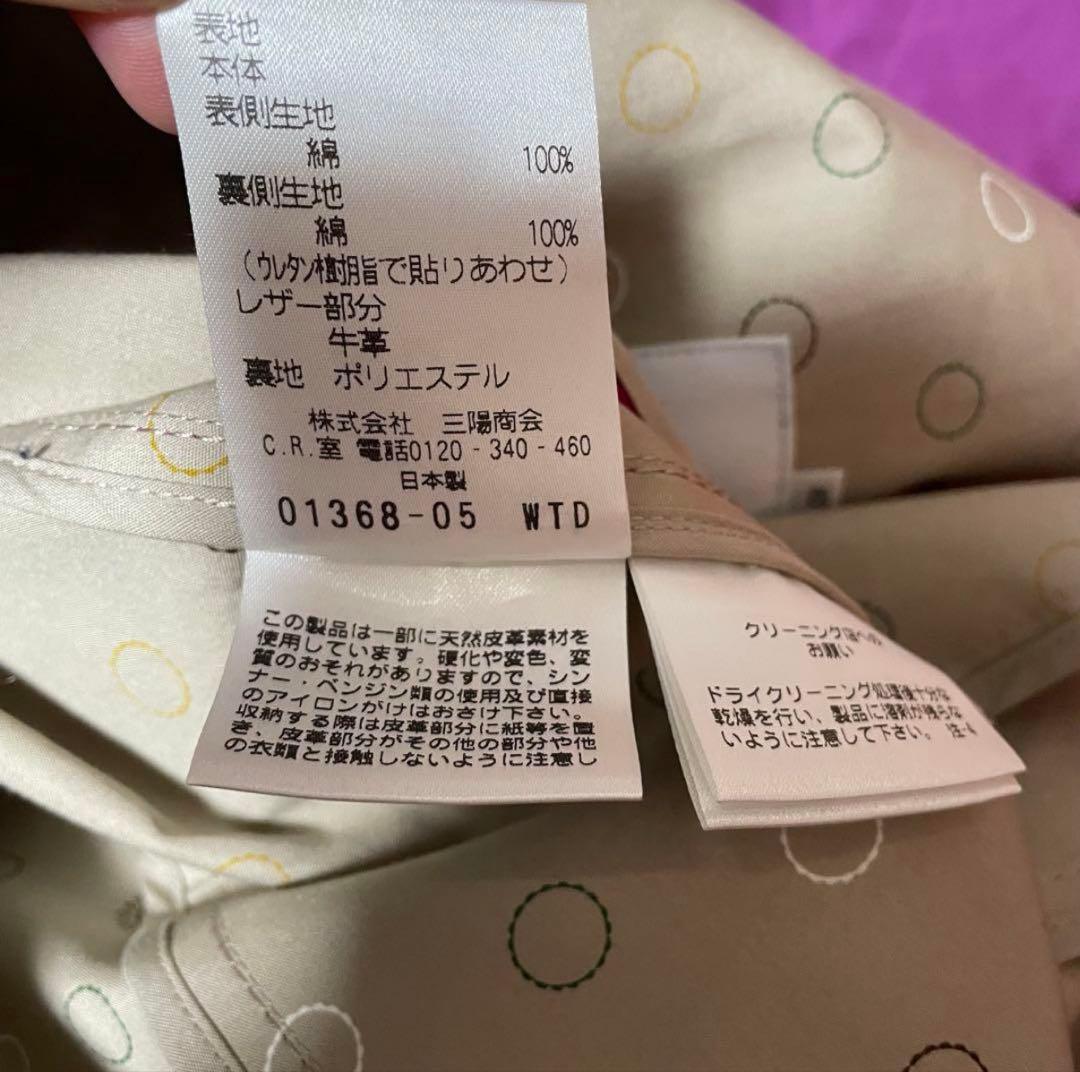 表地
本体
表側生地
綿 100%
裏側生地
綿 100%
(ウレタン樹脂で貼りあわせ)
レザー部分
牛革
裏地 ポリエステル
株式会社 三陽商会
C.R.室 電話0120-340-460
日本製
01368-05 WTD
この製品は一部に天然皮革素材を
使用しています。硬化や変色、変
質のおそれがありますので、シン
ナー・ベンジン類の使用及び直接
のアイロンがけはおさけ下さい。
収納する際は皮革部分に紙等を置
き、皮革部分がその他の部分や他
の衣類と接触しないように注意し
クリーニング店への
お願い
ドライクリーニング処理後十分な
乾燥を行い、製品に溶剤が残らな
いように注意して下さい。 注-4